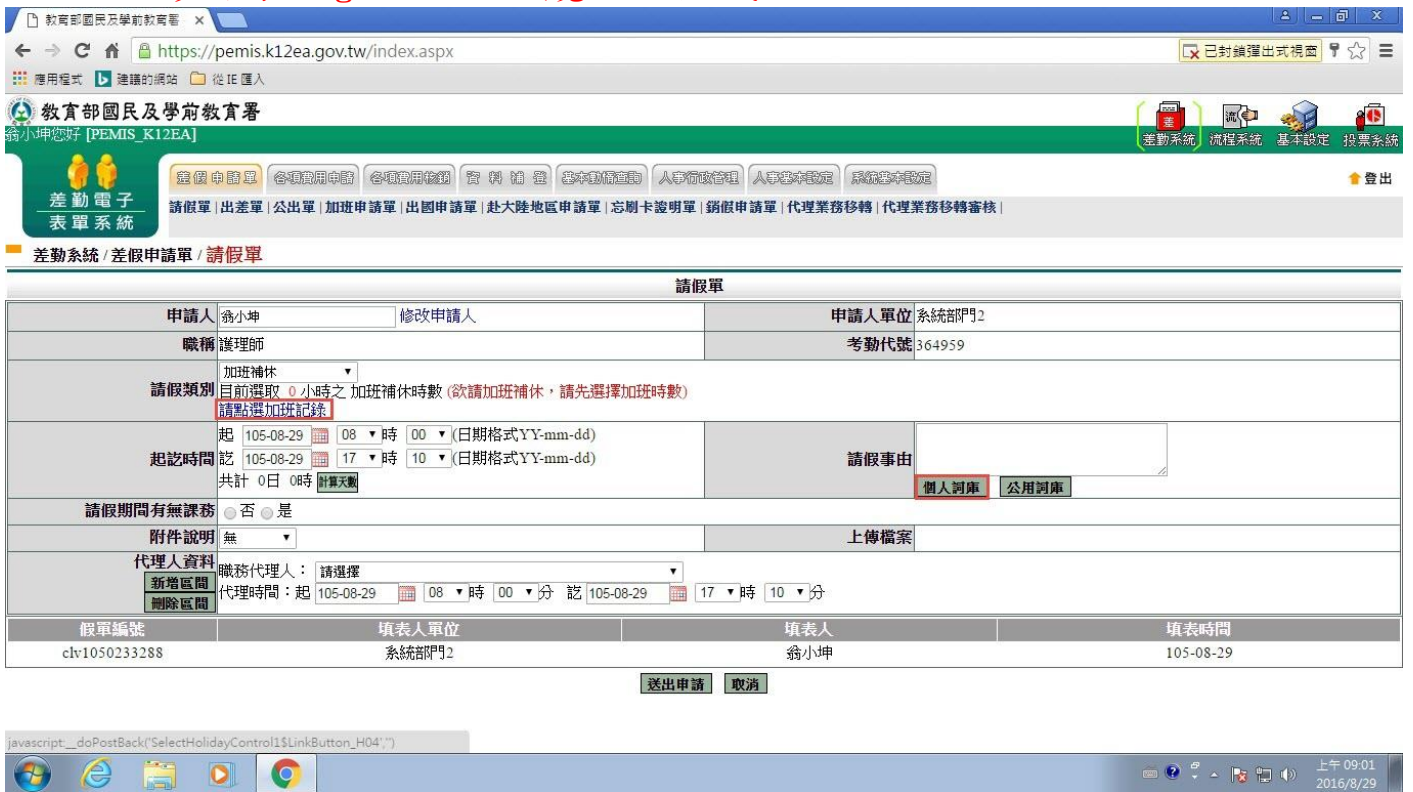 教育部國民及學前教育署 ×
https://pemis.k12ea.gov.tw/index.aspx
已封鎖彈出式視窗
應用程式 建議的網站 從 IE 匯入
教育部國民及學前教育署
翁小坤您好 [PEMIS_K12EA]
差勤系統 流程系統 基本設定 投票系統
差假申請單 各項費用申請 各項費用核銷 資料補登 基本動態查詢 人事行政管理 人事基本設定 系統基本設定
登出
差勤電子
表單系統
請假單|出差單|公出單|加班申請單|出國申請單|赴大陸地區申請單|忘刷卡證明單|銷假申請單|代理業務移轉|代理業務移轉審核|
差勤系統 / 差假申請單 / 請假單
請假單
申請人 翁小坤 修改申請人 申請人單位 系統部門2
職稱 護理師 考勤代號 364959
請假類別 加班補休
目前選取 0 小時之 加班補休時數 (欲請加班補休，請先選擇加班時數)
請點選加班記錄
起訖時間 起 105-08-29 08 時 00 (日期格式YY-mm-dd)
訖 105-08-29 17 時 10 (日期格式YY-mm-dd)
共計 0日 0時 計算天數
請假事由
個人詞庫 公用詞庫
請假期間有無課務 否 是
附件說明 無 上傳檔案
代理人資料
新增區間
刪除區間
職務代理人： 請選擇
代理時間：起 105-08-29 08 時 00 分 訖 105-08-29 17 時 10 分
假單編號 填表人單位 填表人 填表時間
clv1050233288 系統部門2 翁小坤 105-08-29
送出申請 取消
javascript:__doPostBack('SelectHolidayControl1$LinkButton_H04','')
上午 09:01
2016/8/29